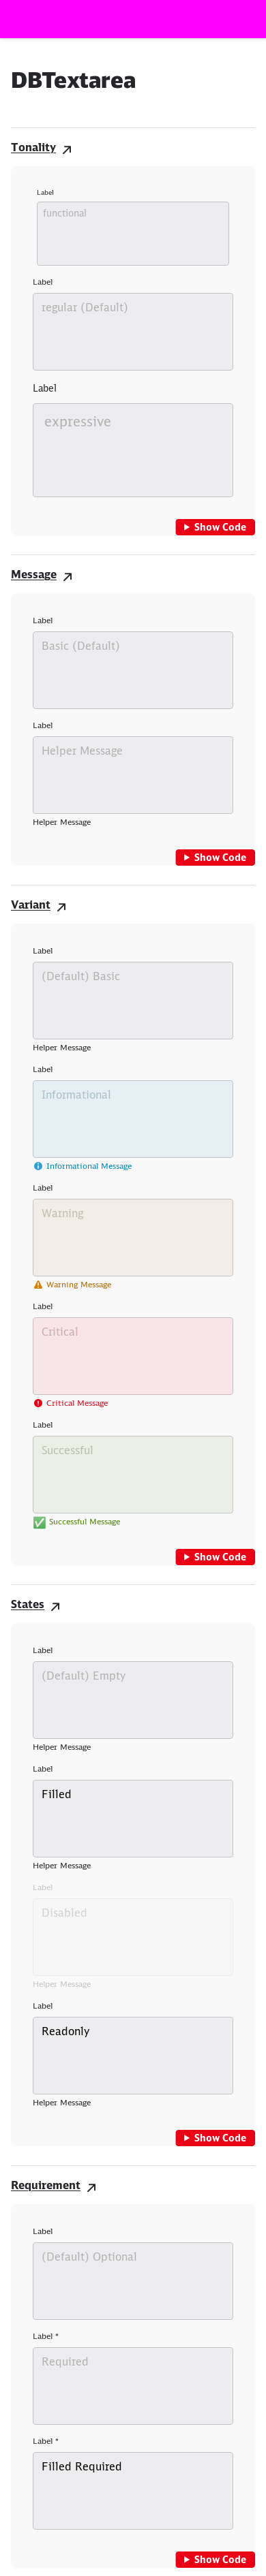 DBTextarea
Tonality
Label
functional
Label
regular (Default)
Label
expressive
Show Code
Message
Label
Basic (Default)
Label
Helper Message
Helper Message
Show Code
Variant
Label
(Default) Basic
Helper Message
Label
Informational
Informational Message
Label
Warning
Warning Message
Label
Critical
Critical Message
Label
Successful
Successful Message
Show Code
States
Label
(Default) Empty
Helper Message
Label
Filled
Helper Message
Label
Disabled
Helper Message
Label
Readonly
Helper Message
Show Code
Requirement
Label
(Default) Optional
Label *
Required
Label *
Filled Required
Show Code